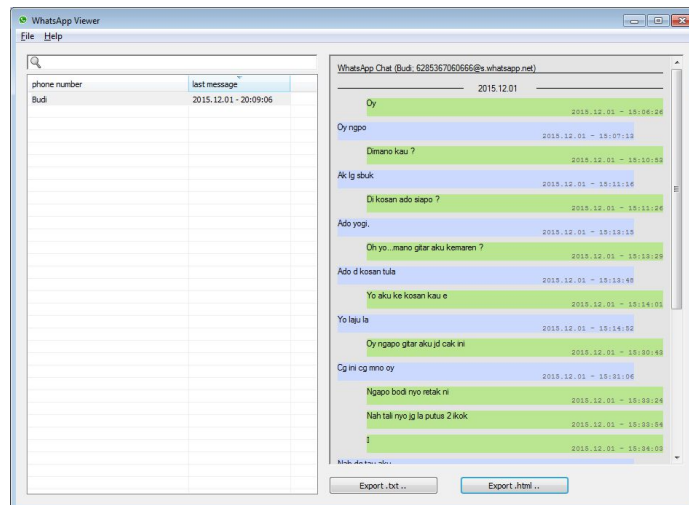 WhatsApp Viewer
File Help
phone number last message
Budi 2015.12.01 - 20:09:06
WhatsApp Chat (Budi; 6285367060666@s.whatsapp.net)
2015.12.01
Oy
2015.12.01 - 15:06:26
Oy ngpo
2015.12.01 - 15:07:13
Dimano kau ?
2015.12.01 - 15:10:53
Ak lg sbuk
2015.12.01 - 15:11:16
Di kosan ado siapo ?
2015.12.01 - 15:11:26
Ado yogi,
2015.12.01 - 15:13:15
Oh yo...mano gitar aku kemaren ?
2015.12.01 - 15:13:29
Ado d kosan tula
2015.12.01 - 15:13:45
Yo aku ke kosan kau e
2015.12.01 - 15:14:01
Yo laju la
2015.12.01 - 15:14:52
Oy ngapo gitar aku jd cak ini
2015.12.01 - 15:30:43
Cg ini cg mno oy
2015.12.01 - 15:31:06
Ngapo bodi nyo retak ni
2015.12.01 - 15:33:24
Nah tali nyo jg la putus 2 ikok
2015.12.01 - 15:33:54
I
2015.12.01 - 15:34:03
Export .txt ..
Export .html ..